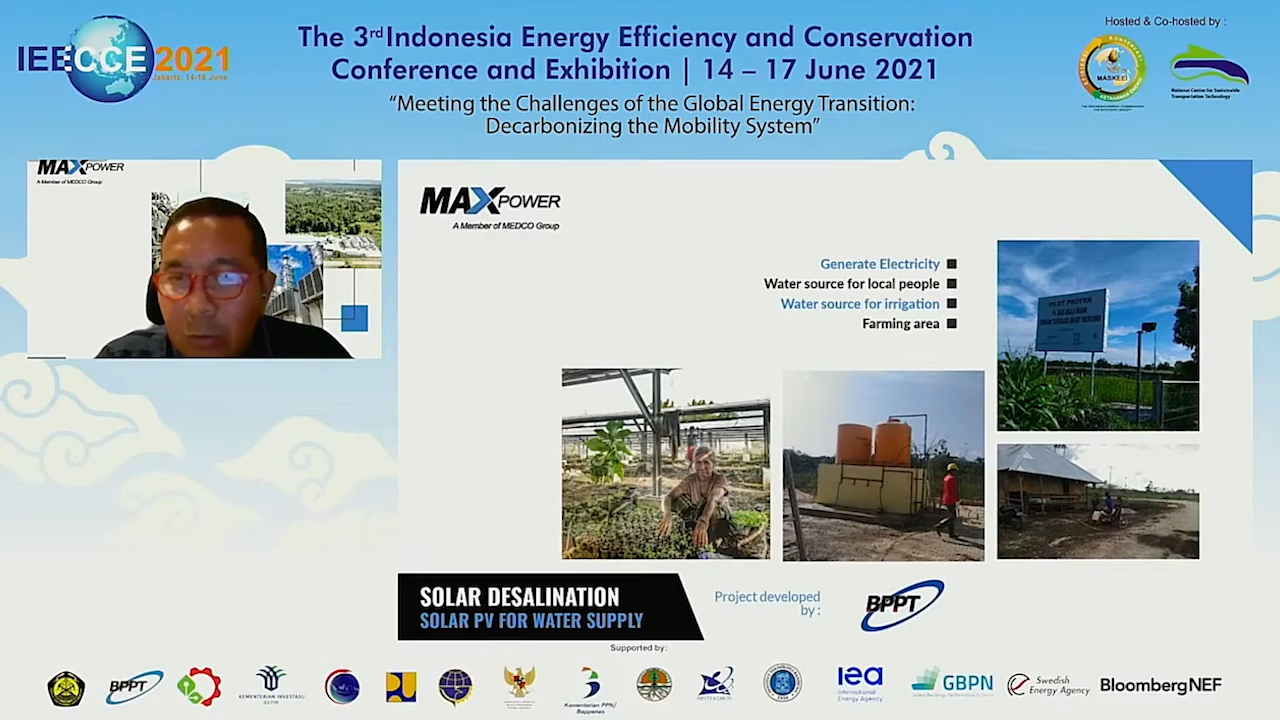 IEECCE 2021
Jakarta, 14-16 June
The 3rd Indonesia Energy Efficiency and Conservation
Conference and Exhibition | 14 – 17 June 2021
“Meeting the Challenges of the Global Energy Transition:
Decarbonizing the Mobility System”
Hosted & Co-hosted by :
MASKEEI
National Center for Sustainable
Transportation Technology
MAXPOWER
A Member of MEDCO Group
MAXPOWER
A Member of MEDCO Group
Generate Electricity
Water source for local people
Water source for irrigation
Farming area
PILOT PROYEK
SOLAR DESALINATION
SOLAR PV FOR WATER SUPPLY
Project developed
by :
BPPT
Supported by:
BPPT
KEMENTERIAN INVESTASI/
BKPM
Kementerian PPN/
Bappenas
iea
International
Energy Agency
GBPN
Swedish
Energy Agency
BloombergNEF